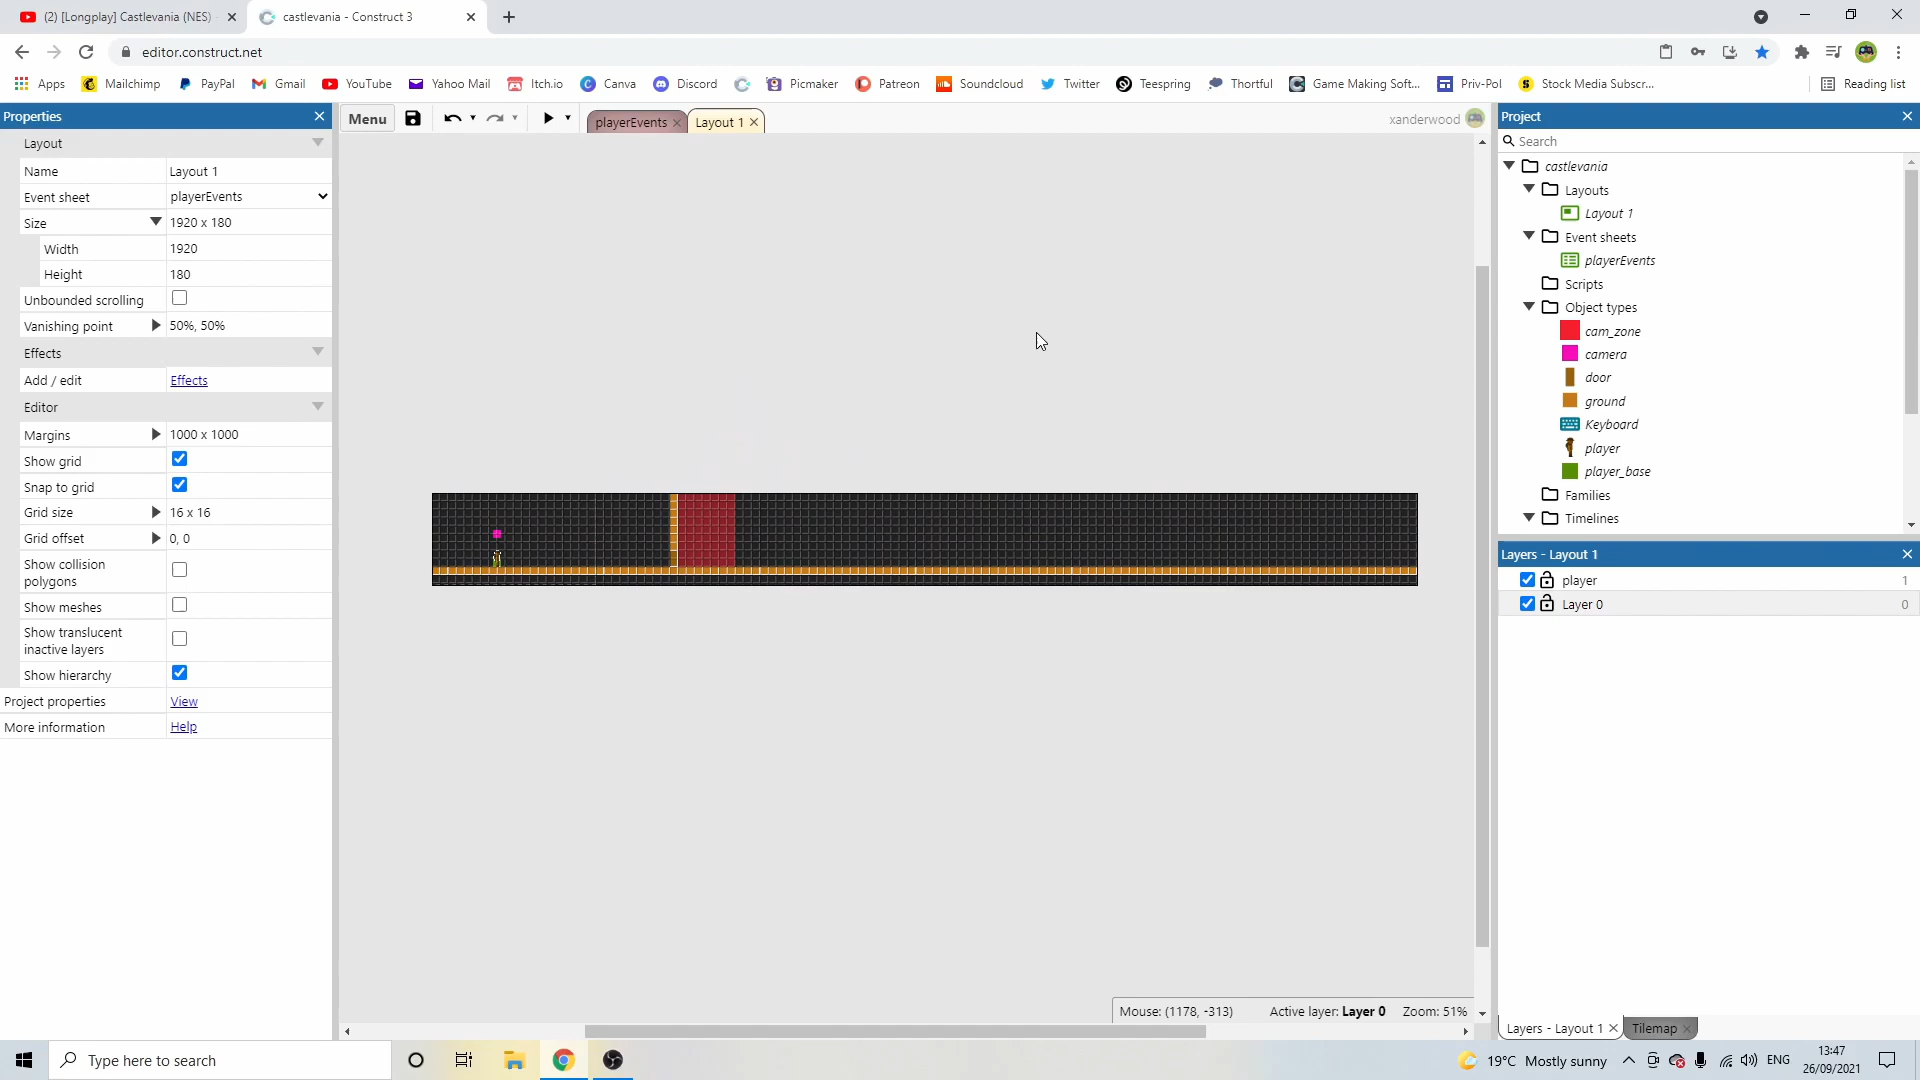 (2) [Longplay] Castlevania (NES)
castlevania - Construct 3
editor.construct.net
Apps
Mailchimp
PayPal
Gmail
YouTube
Yahoo Mail
Itch.io
Canva
Discord
Picmaker
Patreon
Soundcloud
Twitter
Teespring
Thortful
Game Making Soft...
Priv-Pol
Stock Media Subscr...
Reading list
Properties
Menu
playerEvents
Layout 1
xanderwood
Project
Layout
Name
Layout 1
Event sheet
playerEvents
Size
1920 x 180
Width
1920
Height
180
Unbounded scrolling
Vanishing point
50%, 50%
Effects
Add / edit
Effects
Editor
Margins
1000 x 1000
Show grid
Snap to grid
Grid size
16 x 16
Grid offset
0, 0
Show collision
polygons
Show meshes
Show translucent
inactive layers
Show hierarchy
Project properties
View
More information
Help
Search
castlevania
Layouts
Layout 1
Event sheets
playerEvents
Scripts
Object types
cam_zone
camera
door
ground
Keyboard
player
player_base
Families
Timelines
Layers - Layout 1
player
1
Layer 0
0
Mouse: (1178, -313)
Active layer: Layer 0
Zoom: 51%
Layers - Layout 1
Tilemap
Type here to search
19°C Mostly sunny
ENG
13:47
26/09/2021